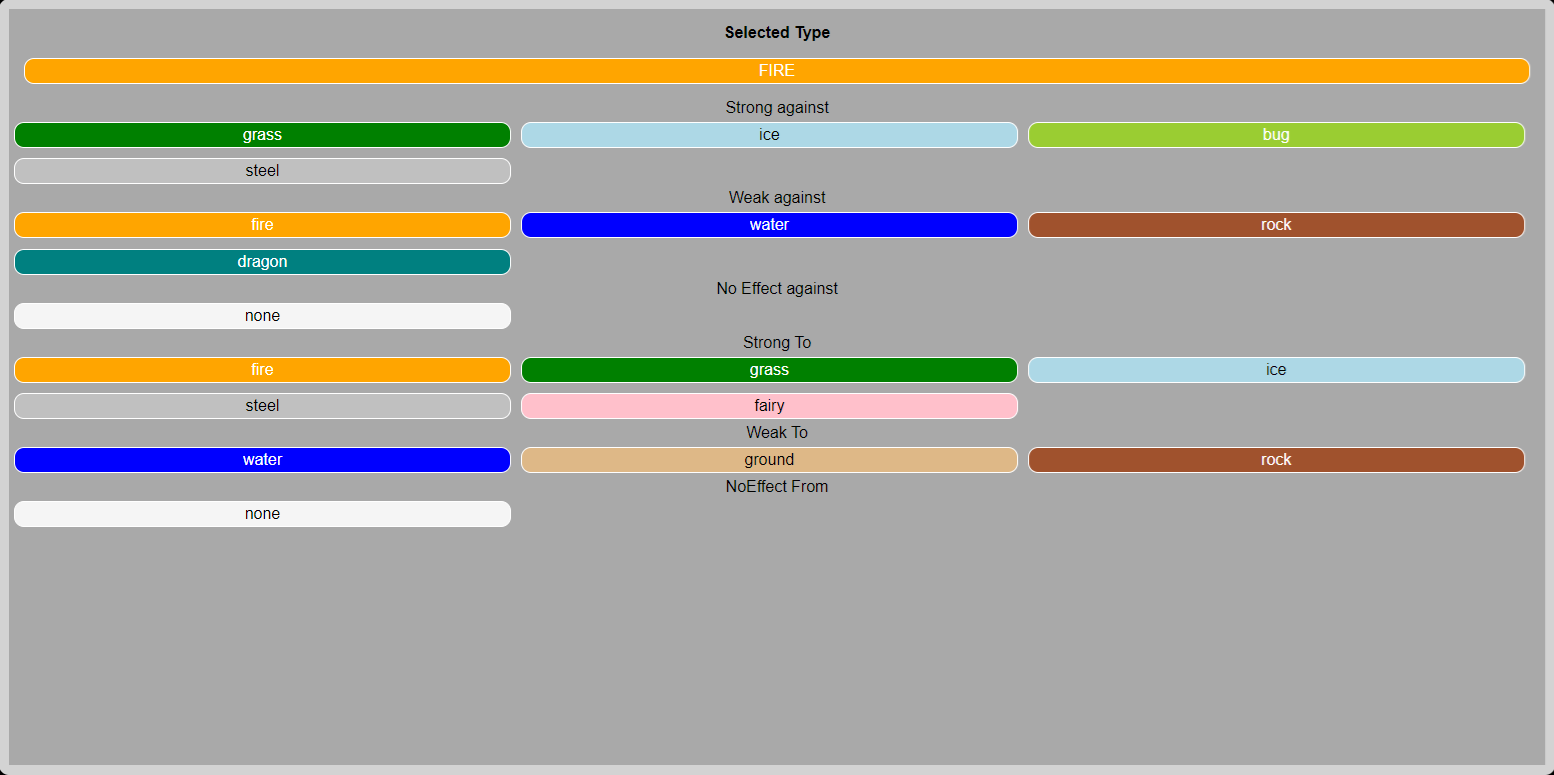 Selected Type
FIRE
Strong against
grass ice bug
steel
Weak against
fire water rock
dragon
No Effect against
none
Strong To
fire grass ice
steel fairy
Weak To
water ground rock
NoEffect From
none